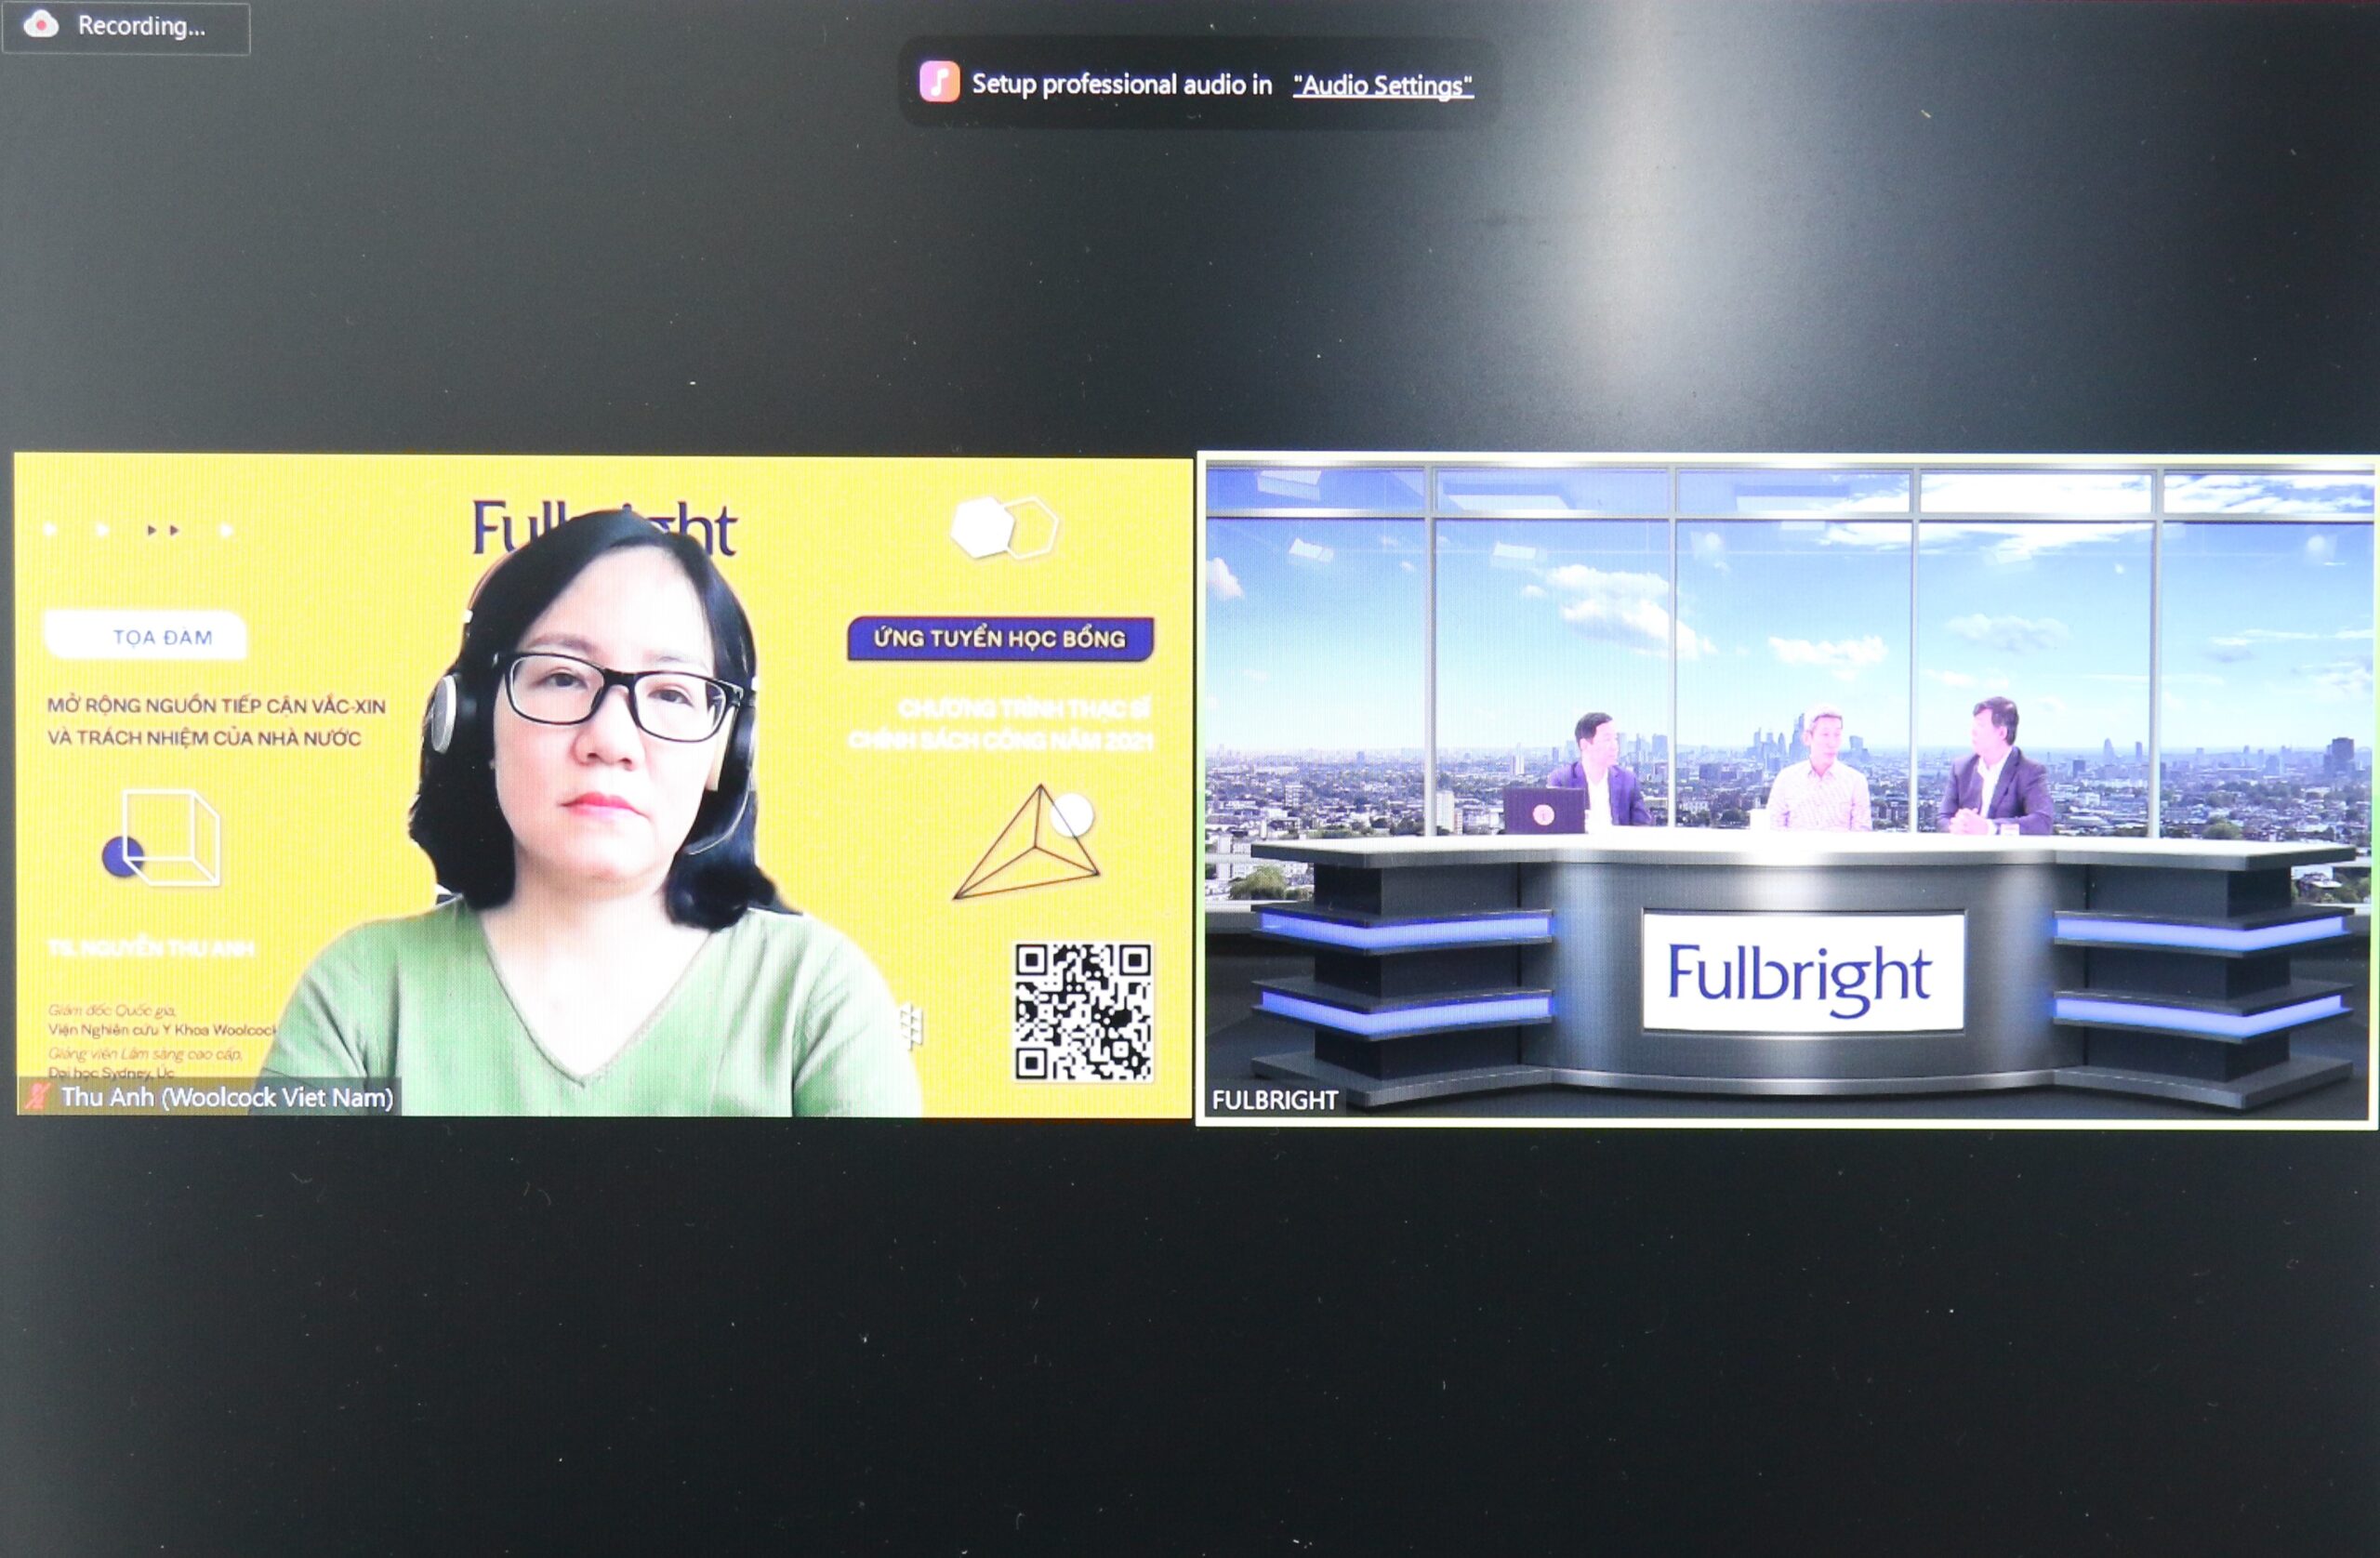 Recording...
Setup professional audio in "Audio Settings"
TỌA ĐÀM
MỞ RỘNG NGUỒN TIẾP CẬN VẮC-XIN
VÀ TRÁCH NHIỆM CỦA NHÀ NƯỚC
TS. NGUYỄN THU ANH
Giám đốc Quốc gia,
Viện Nghiên cứu Y Khoa Woolcock
Giảng viên Lâm sàng cao cấp,
Đại học Sydney, Úc
Thu Anh (Woolcock Viet Nam)
ỨNG TUYỂN HỌC BỔNG
CHƯƠNG TRÌNH THẠC SĨ
CHÍNH SÁCH CÔNG NĂM 2021
Fulbright
FULBRIGHT